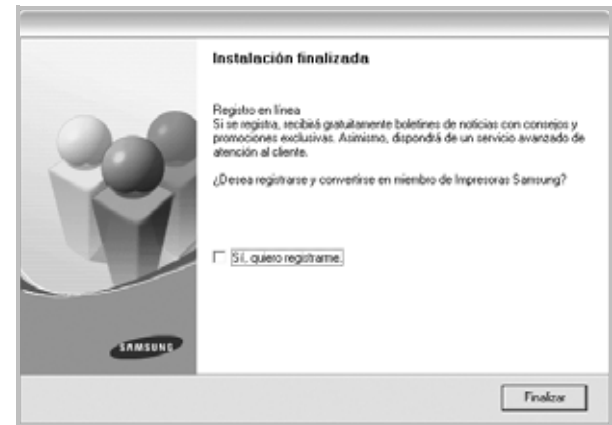 Instalación finalizada
Registro en línea
Si se registra, recibirá gratuitamente boletines de noticias con consejos y
promociones exclusivas. Asimismo, dispondrá de un servicio avanzado de
atención al cliente.
¿Desea registrarse y convertirse en miembro de Impresoras Samsung?
Sí, quiero registrarme.
SAMSUNG
Finalizar